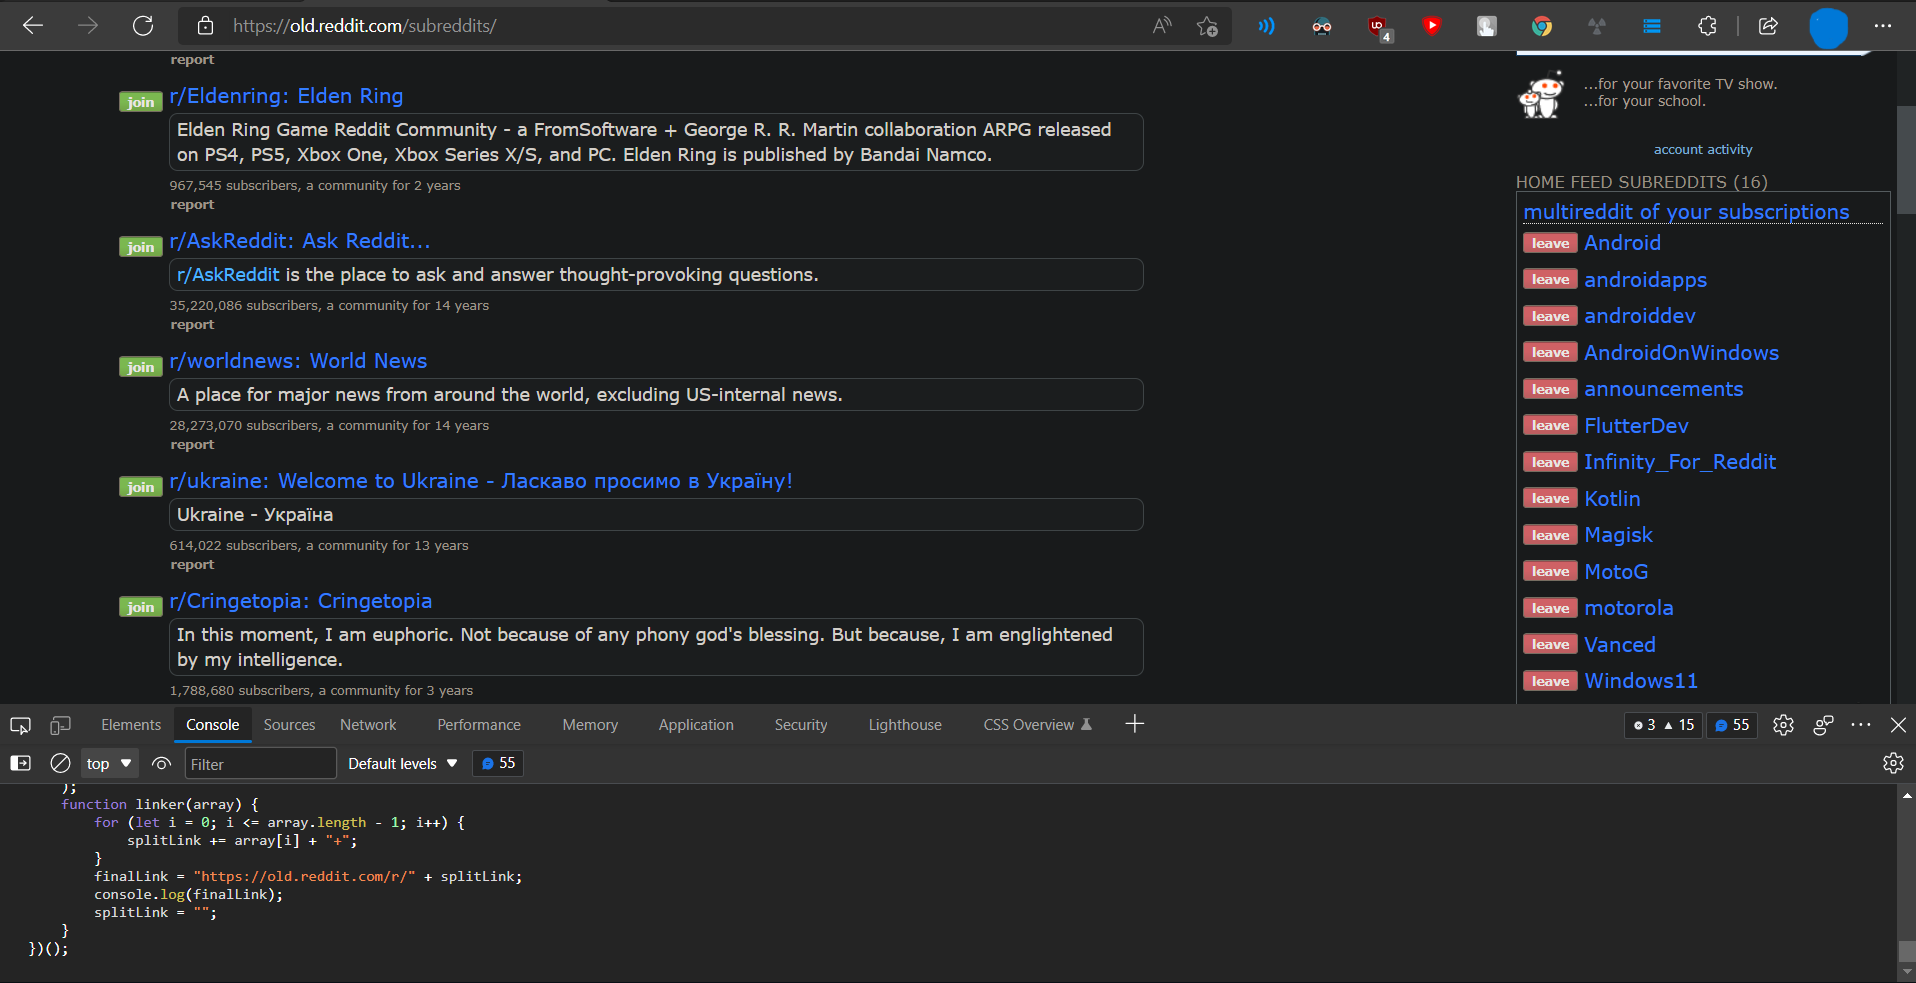 https://old.reddit.com/subreddits/
4
report
join
r/Eldenring: Elden Ring
Elden Ring Game Reddit Community - a FromSoftware + George R. R. Martin collaboration ARPG released
on PS4, PS5, Xbox One, Xbox Series X/S, and PC. Elden Ring is published by Bandai Namco.
967,545 subscribers, a community for 2 years
report
join
r/AskReddit: Ask Reddit...
r/AskReddit is the place to ask and answer thought-provoking questions.
35,220,086 subscribers, a community for 14 years
report
join
r/worldnews: World News
A place for major news from around the world, excluding US-internal news.
28,273,070 subscribers, a community for 14 years
report
join
r/ukraine: Welcome to Ukraine - Ласкаво просимо в Україну!
Ukraine - Україна
614,022 subscribers, a community for 13 years
report
join
r/Cringetopia: Cringetopia
In this moment, I am euphoric. Not because of any phony god's blessing. But because, I am englightened
by my intelligence.
1,788,680 subscribers, a community for 3 years
...for your favorite TV show.
...for your school.
account activity
HOME FEED SUBREDDITS (16)
multireddit of your subscriptions
leave Android
leave androidapps
leave androiddev
leave AndroidOnWindows
leave announcements
leave FlutterDev
leave Infinity_For_Reddit
leave Kotlin
leave Magisk
leave MotoG
leave motorola
leave Vanced
leave Windows11
Elements Console Sources Network Performance Memory Application Security Lighthouse CSS Overview
3 15 55
top Filter Default levels 55
);
function linker(array) {
for (let i = 0; i <= array.length - 1; i++) {
splitLink += array[i] + "+";
}
finalLink = "https://old.reddit.com/r/" + splitLink;
console.log(finalLink);
splitLink = "";
}
})();